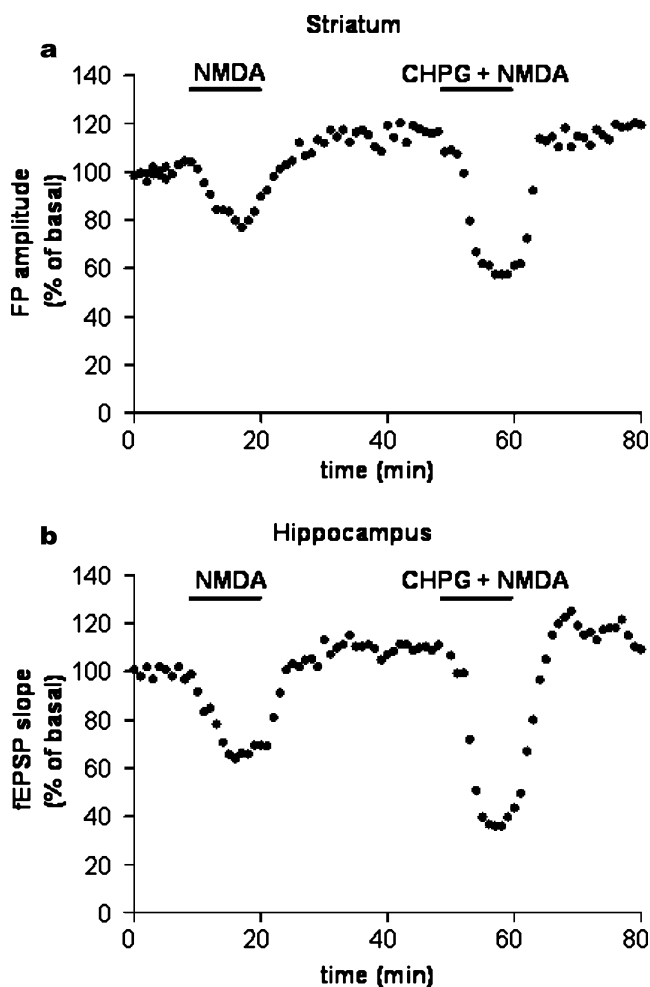 a
Striatum
NMDA
CHPG + NMDA
FP amplitude
(% of basal)
140
120
100
80
60
40
20
0
0 20 40 60 80
time (min)
b
Hippocampus
NMDA
CHPG + NMDA
fEPSP slope
(% of basal)
140
120
100
80
60
40
20
0
0 20 40 60 80
time (min)